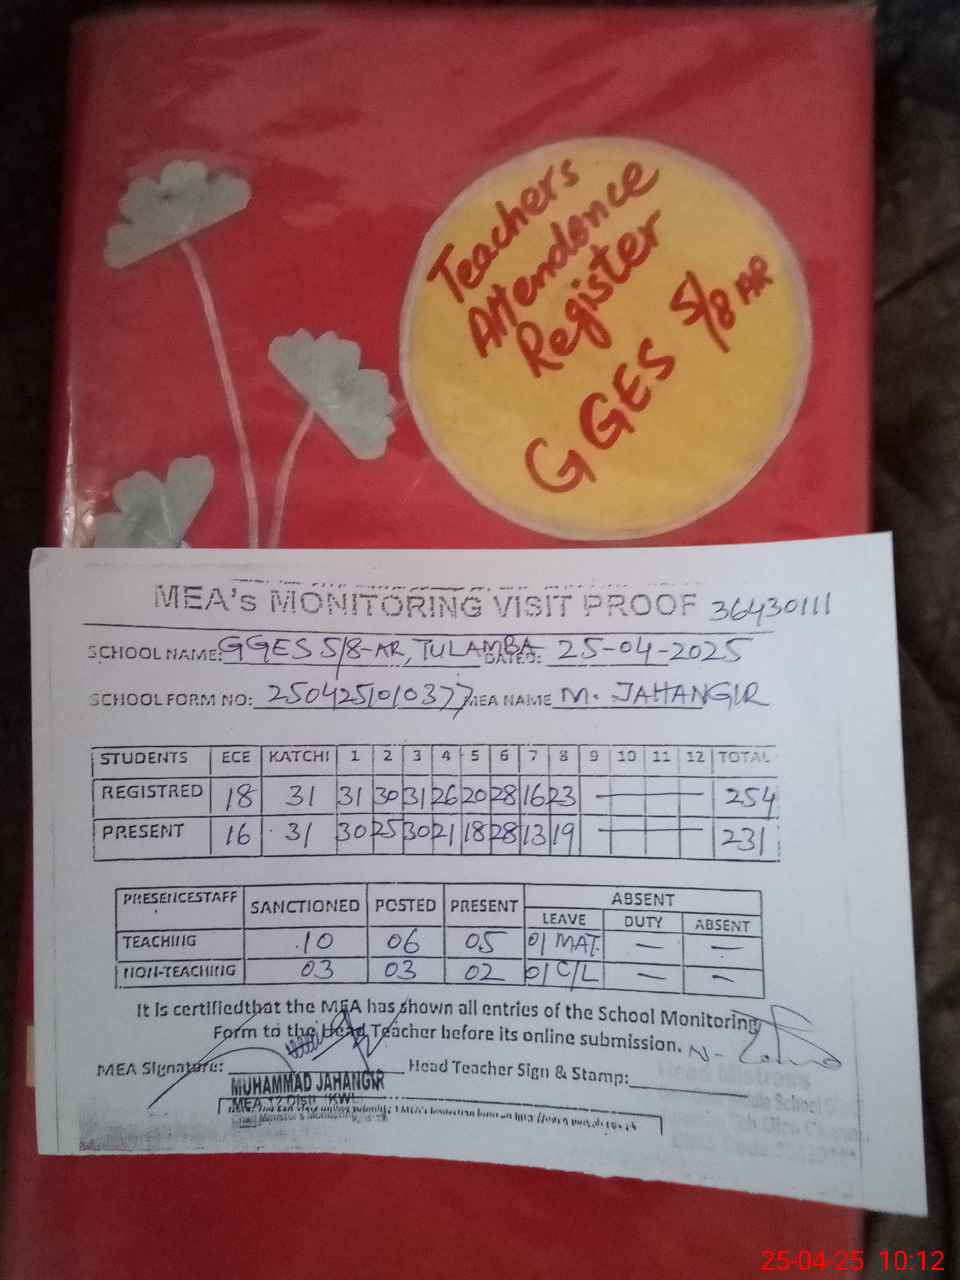 Teachers
Attendance
Register
GGES 5/8 AR
MEA's MONITORING VISIT PROOF 36430111
SCHOOL NAME: GGES 5/8-AR, TULAMBA DATED: 25-04-2025
SCHOOL FORM NO: 250425101010377 MEA NAME M. JAHANGIR
STUDENTS ECE KATCHI 1 2 3 4 5 6 7 8 9 10 11 12 TOTAL
REGISTRED 18 31 31 30 31 26 20 28 16 23 — 254
PRESENT 16 31 30 25 30 21 18 28 13 19 — 231
PRESENCESTAFF SANCTIONED POSTED PRESENT ABSENT
LEAVE DUTY ABSENT
TEACHING 10 06 05 01 MAT. — —
NON-TEACHING 03 03 02 01 C/L — —
It is certifiedthat the MEA has shown all entries of the School Monitoring
Form to the Head Teacher before its online submission.
MEA Signature: Head Teacher Sign & Stamp:
MUHAMMAD JAHANGIR
Head Mistress
25-04-25 10:12